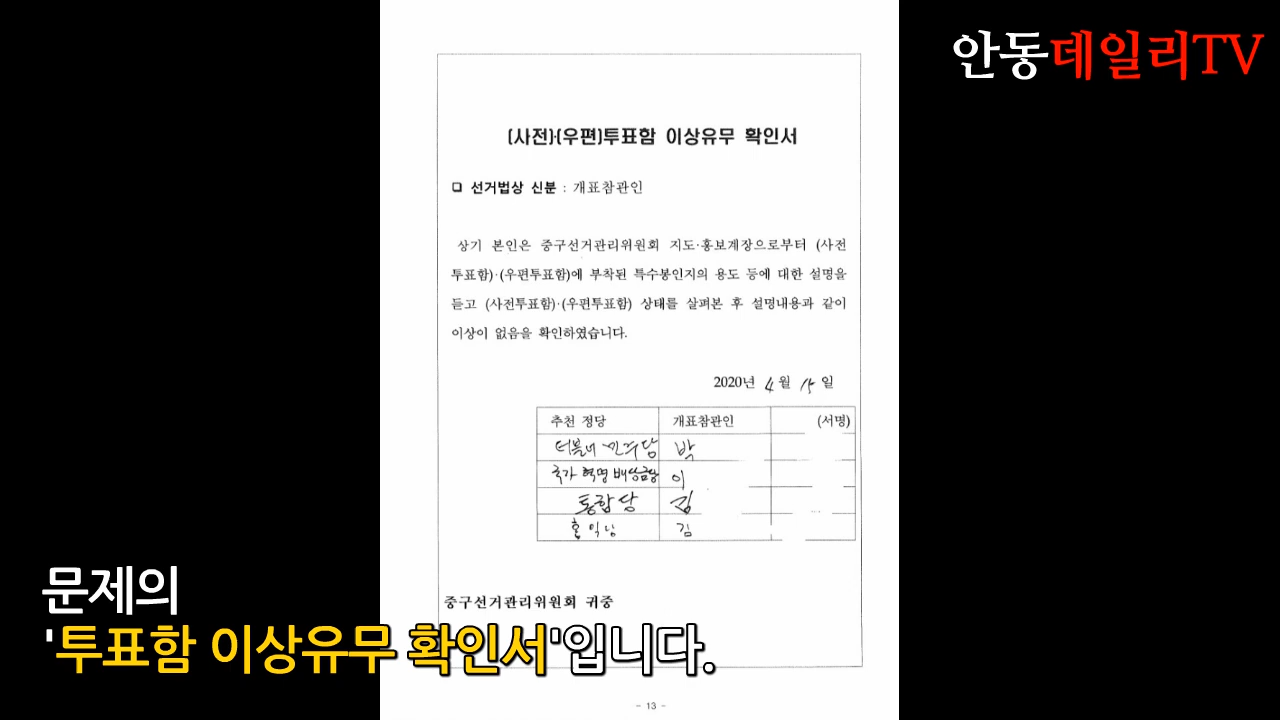 안동데일리TV
(사전)·(우편)투표함 이상유무 확인서
❏ 선거법상 신분 : 개표참관인
상기 본인은 중구선거관리위원회 지도·홍보계장으로부터 (사전
투표함)·(우편투표함)에 부착된 특수봉인지의 용도 등에 대한 설명을
듣고 (사전투표함)·(우편투표함) 상태를 살펴본 후 설명내용과 같이
이상이 없음을 확인하였습니다.
2020년 4월 15일
추천 정당 개표참관인 (서명)
더불어 민주당 박
국가혁명배당금당 이
통합당 김
홍익당 김
중구선거관리위원회 귀중
문제의
'투표함 이상유무 확인서'입니다.
- 13 -